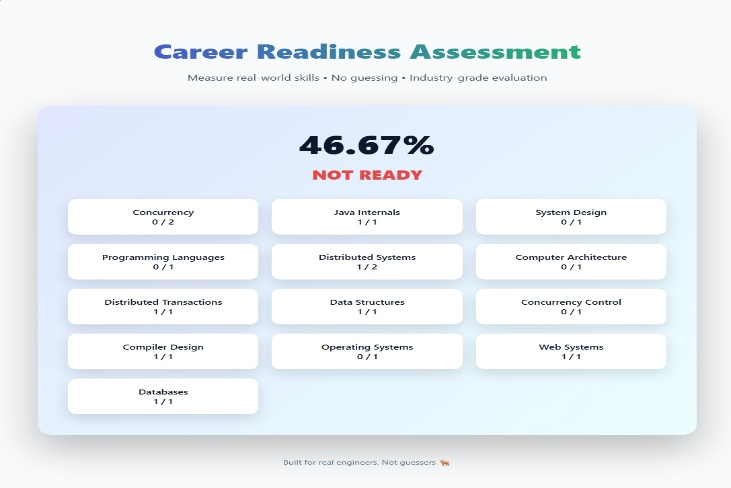 Career Readiness Assessment
Measure real-world skills • No guessing • Industry-grade evaluation
46.67%
NOT READY
Concurrency
0 / 2
Java Internals
1 / 1
System Design
0 / 1
Programming Languages
0 / 1
Distributed Systems
1 / 2
Computer Architecture
0 / 1
Distributed Transactions
1 / 1
Data Structures
1 / 1
Concurrency Control
0 / 1
Compiler Design
1 / 1
Operating Systems
0 / 1
Web Systems
1 / 1
Databases
1 / 1
Built for real engineers. Not guessers 🐅